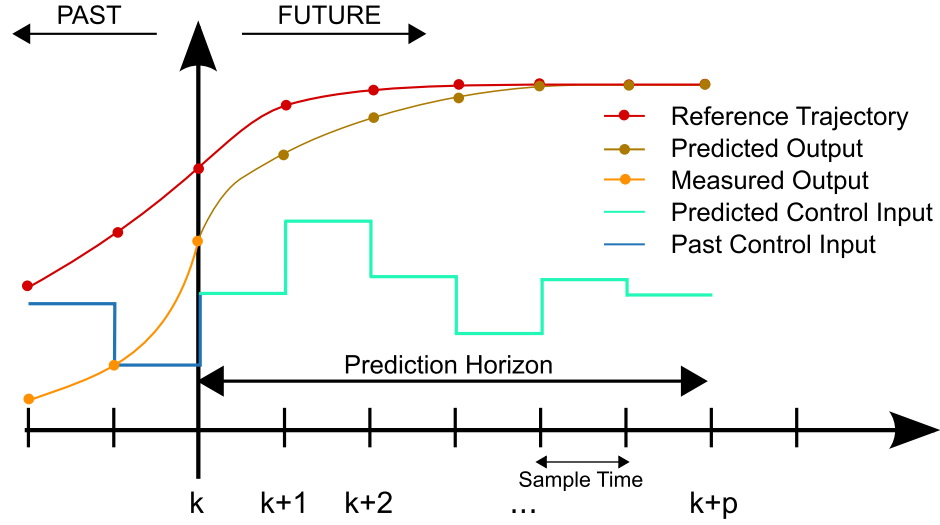 PAST
FUTURE
Reference Trajectory
Predicted Output
Measured Output
Predicted Control Input
Past Control Input
Prediction Horizon
Sample Time
k
k+1
k+2
...
k+p